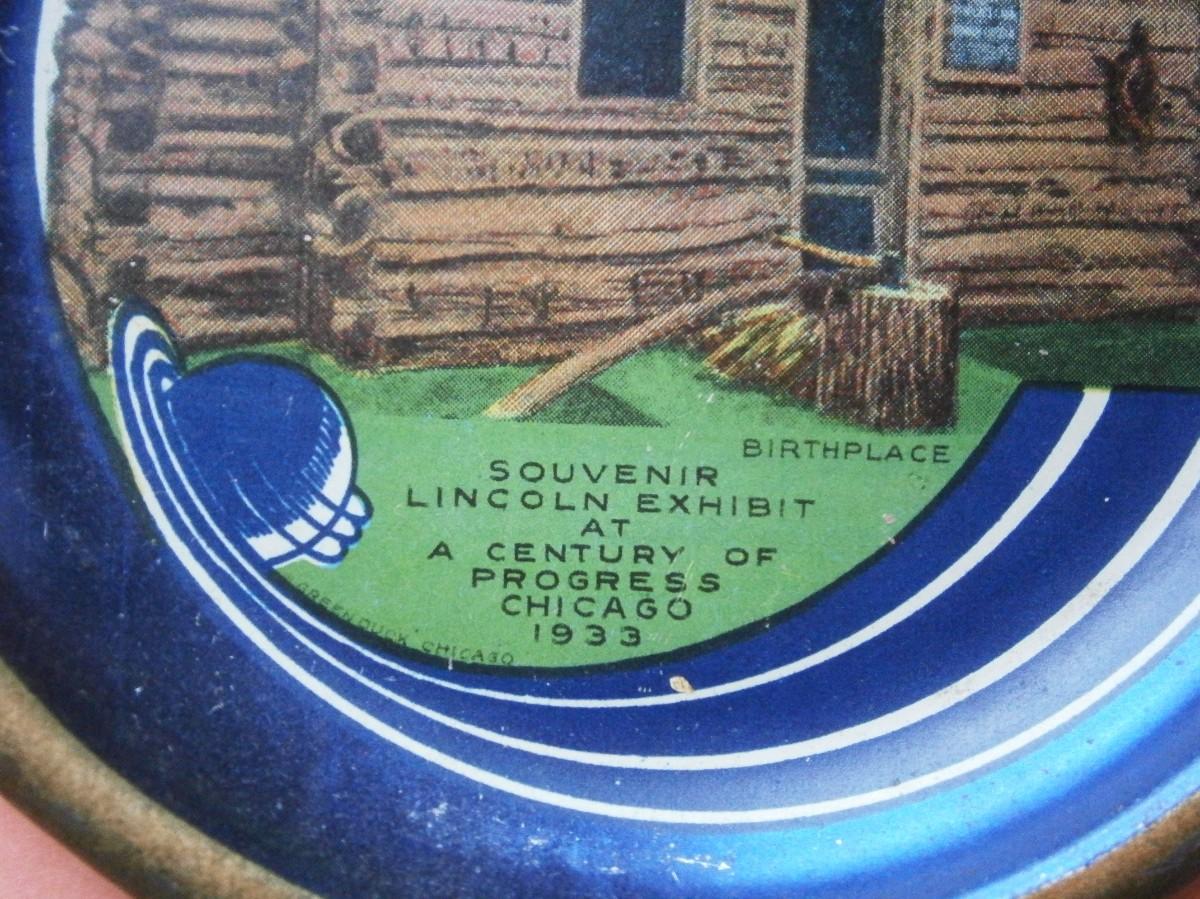 BIRTHPLACE
SOUVENIR
LINCOLN EXHIBIT
AT
A CENTURY OF
PROGRESS
CHICAGO
1933
GREEN DUCK CHICAGO